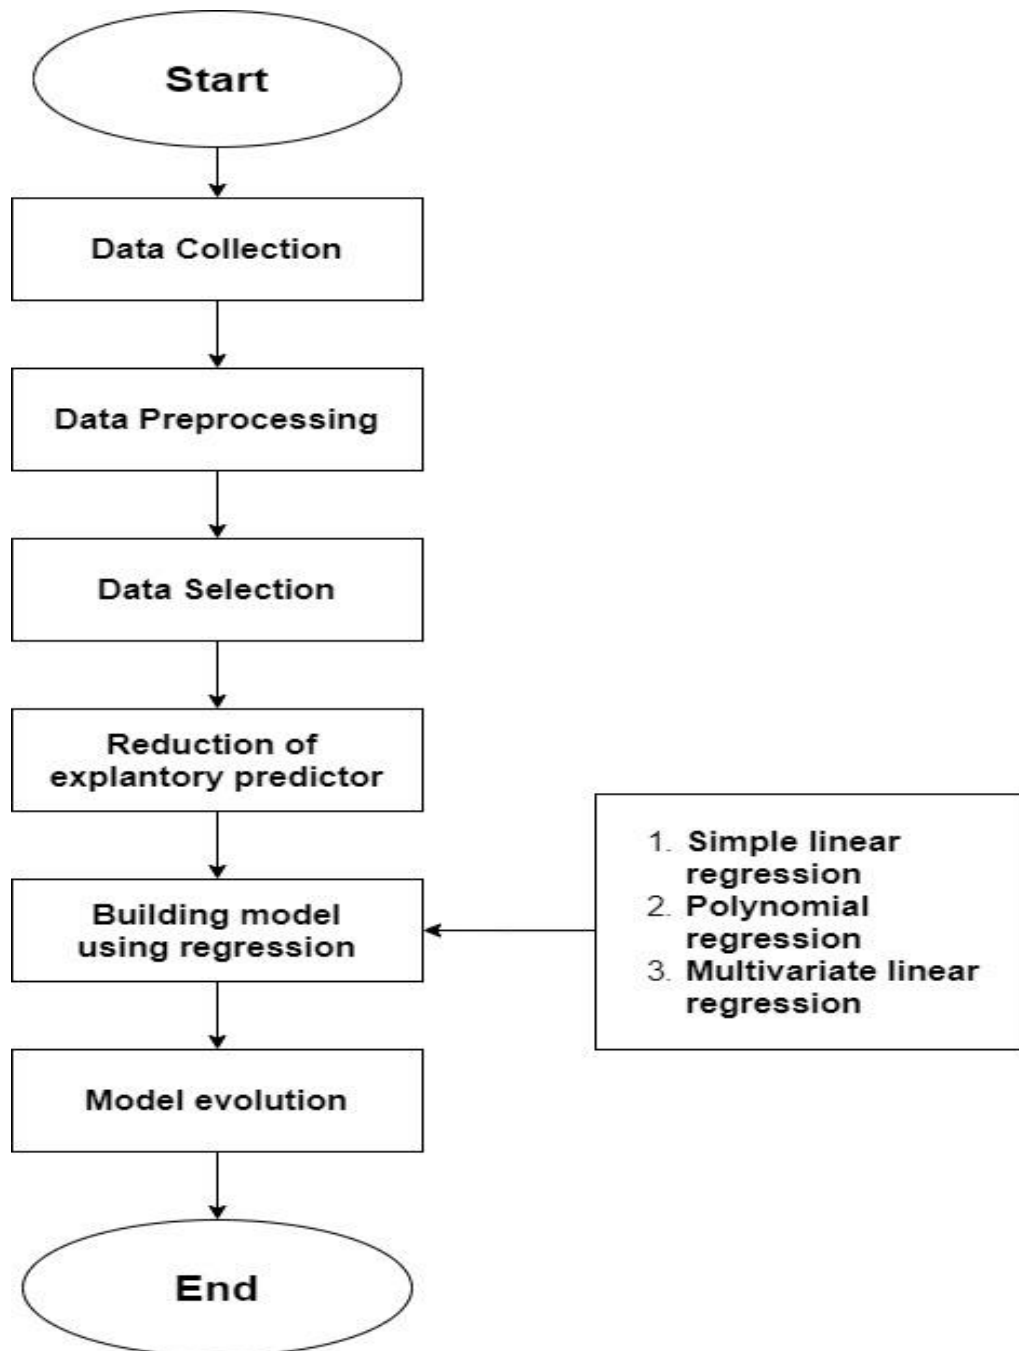 Start
Data Collection
Data Preprocessing
Data Selection
Reduction of
explantory predictor
Building model
using regression
1. Simple linear
regression
2. Polynomial
regression
3. Multivariate linear
regression
Model evolution
End